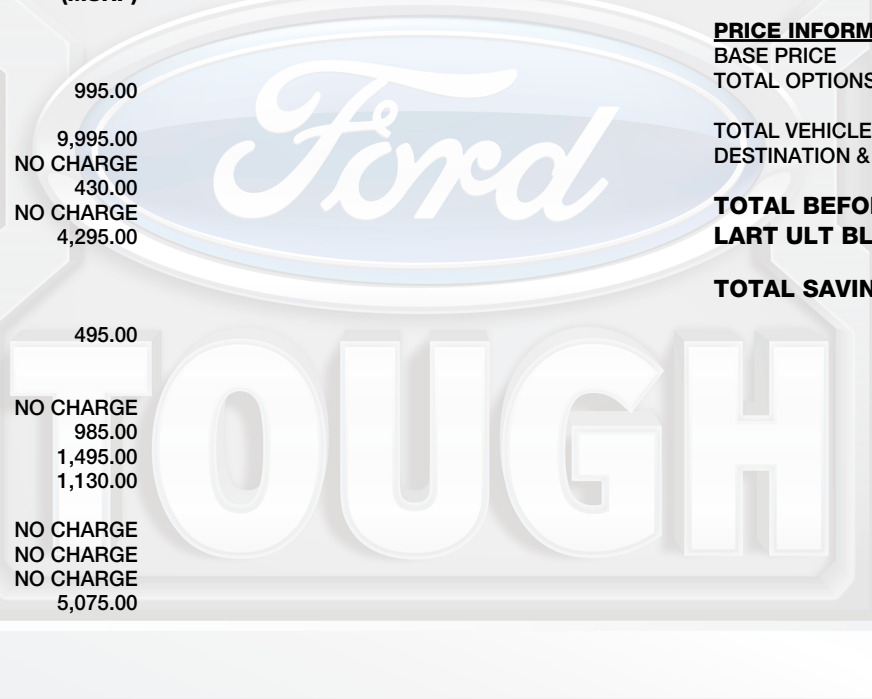 995.00
9,995.00
NO CHARGE
430.00
NO CHARGE
4,295.00
495.00
NO CHARGE
985.00
1,495.00
1,130.00
NO CHARGE
NO CHARGE
NO CHARGE
5,075.00
PRICE INFORM
BASE PRICE
TOTAL OPTIONS
TOTAL VEHICLE
DESTINATION &
TOTAL BEFO
LART ULT BL
TOTAL SAVIN
Ford
TOUGH